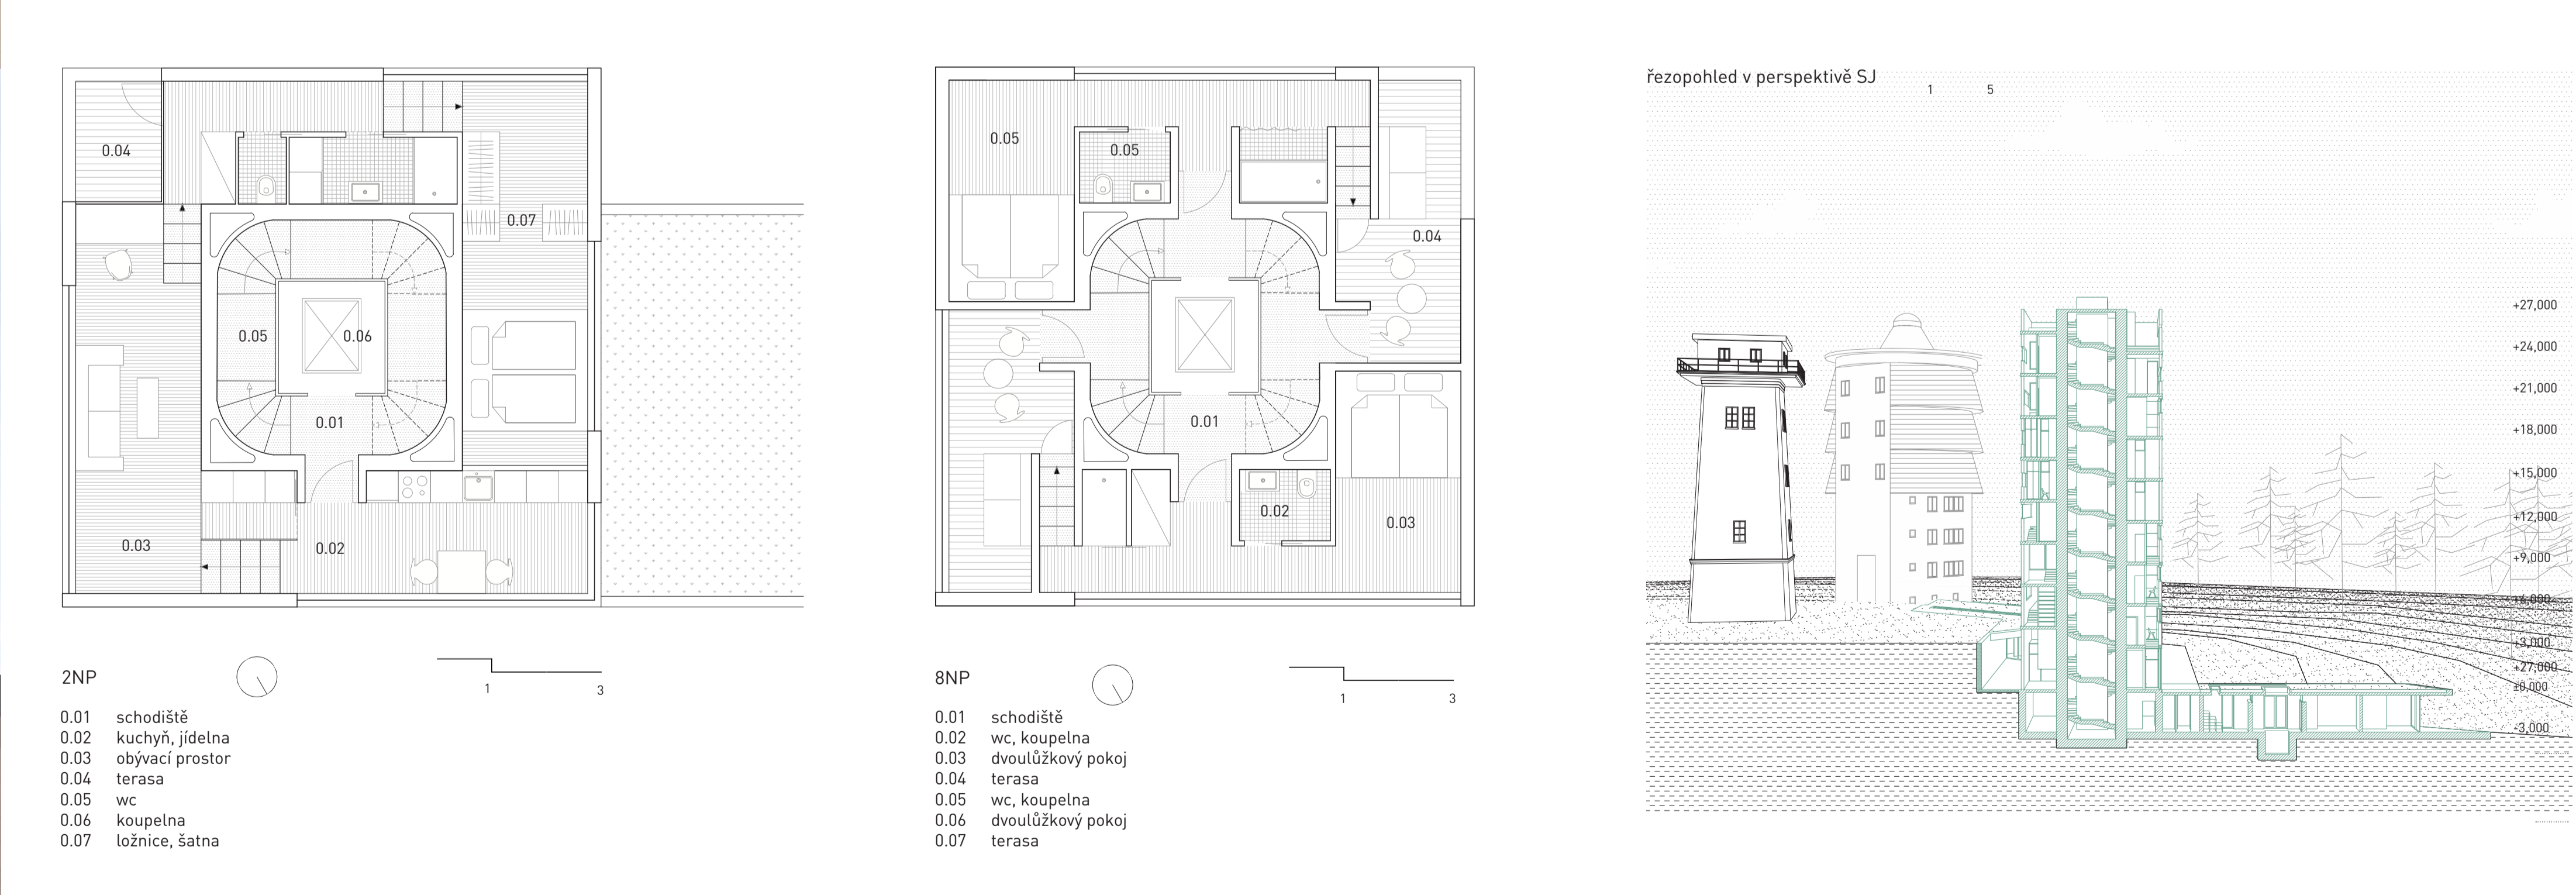 0.04
0.07
0.05
0.06
0.01
0.03
0.02
2NP
1
3
0.01 schodiště
0.02 kuchyň, jídelna
0.03 obývací prostor
0.04 terasa
0.05 wc
0.06 koupelna
0.07 ložnice, šatna
0.05
0.05
0.04
0.01
0.02
0.03
8NP
1
3
0.01 schodiště
0.02 wc, koupelna
0.03 dvoulůžkový pokoj
0.04 terasa
0.05 wc, koupelna
0.06 dvoulůžkový pokoj
0.07 terasa
řezopohled v perspektivě SJ
1 5
+27,000
+24,000
+21,000
+18,000
+15,000
+12,000
+9,000
+6,000
+3,000
+27,000
±0,000
-3,000